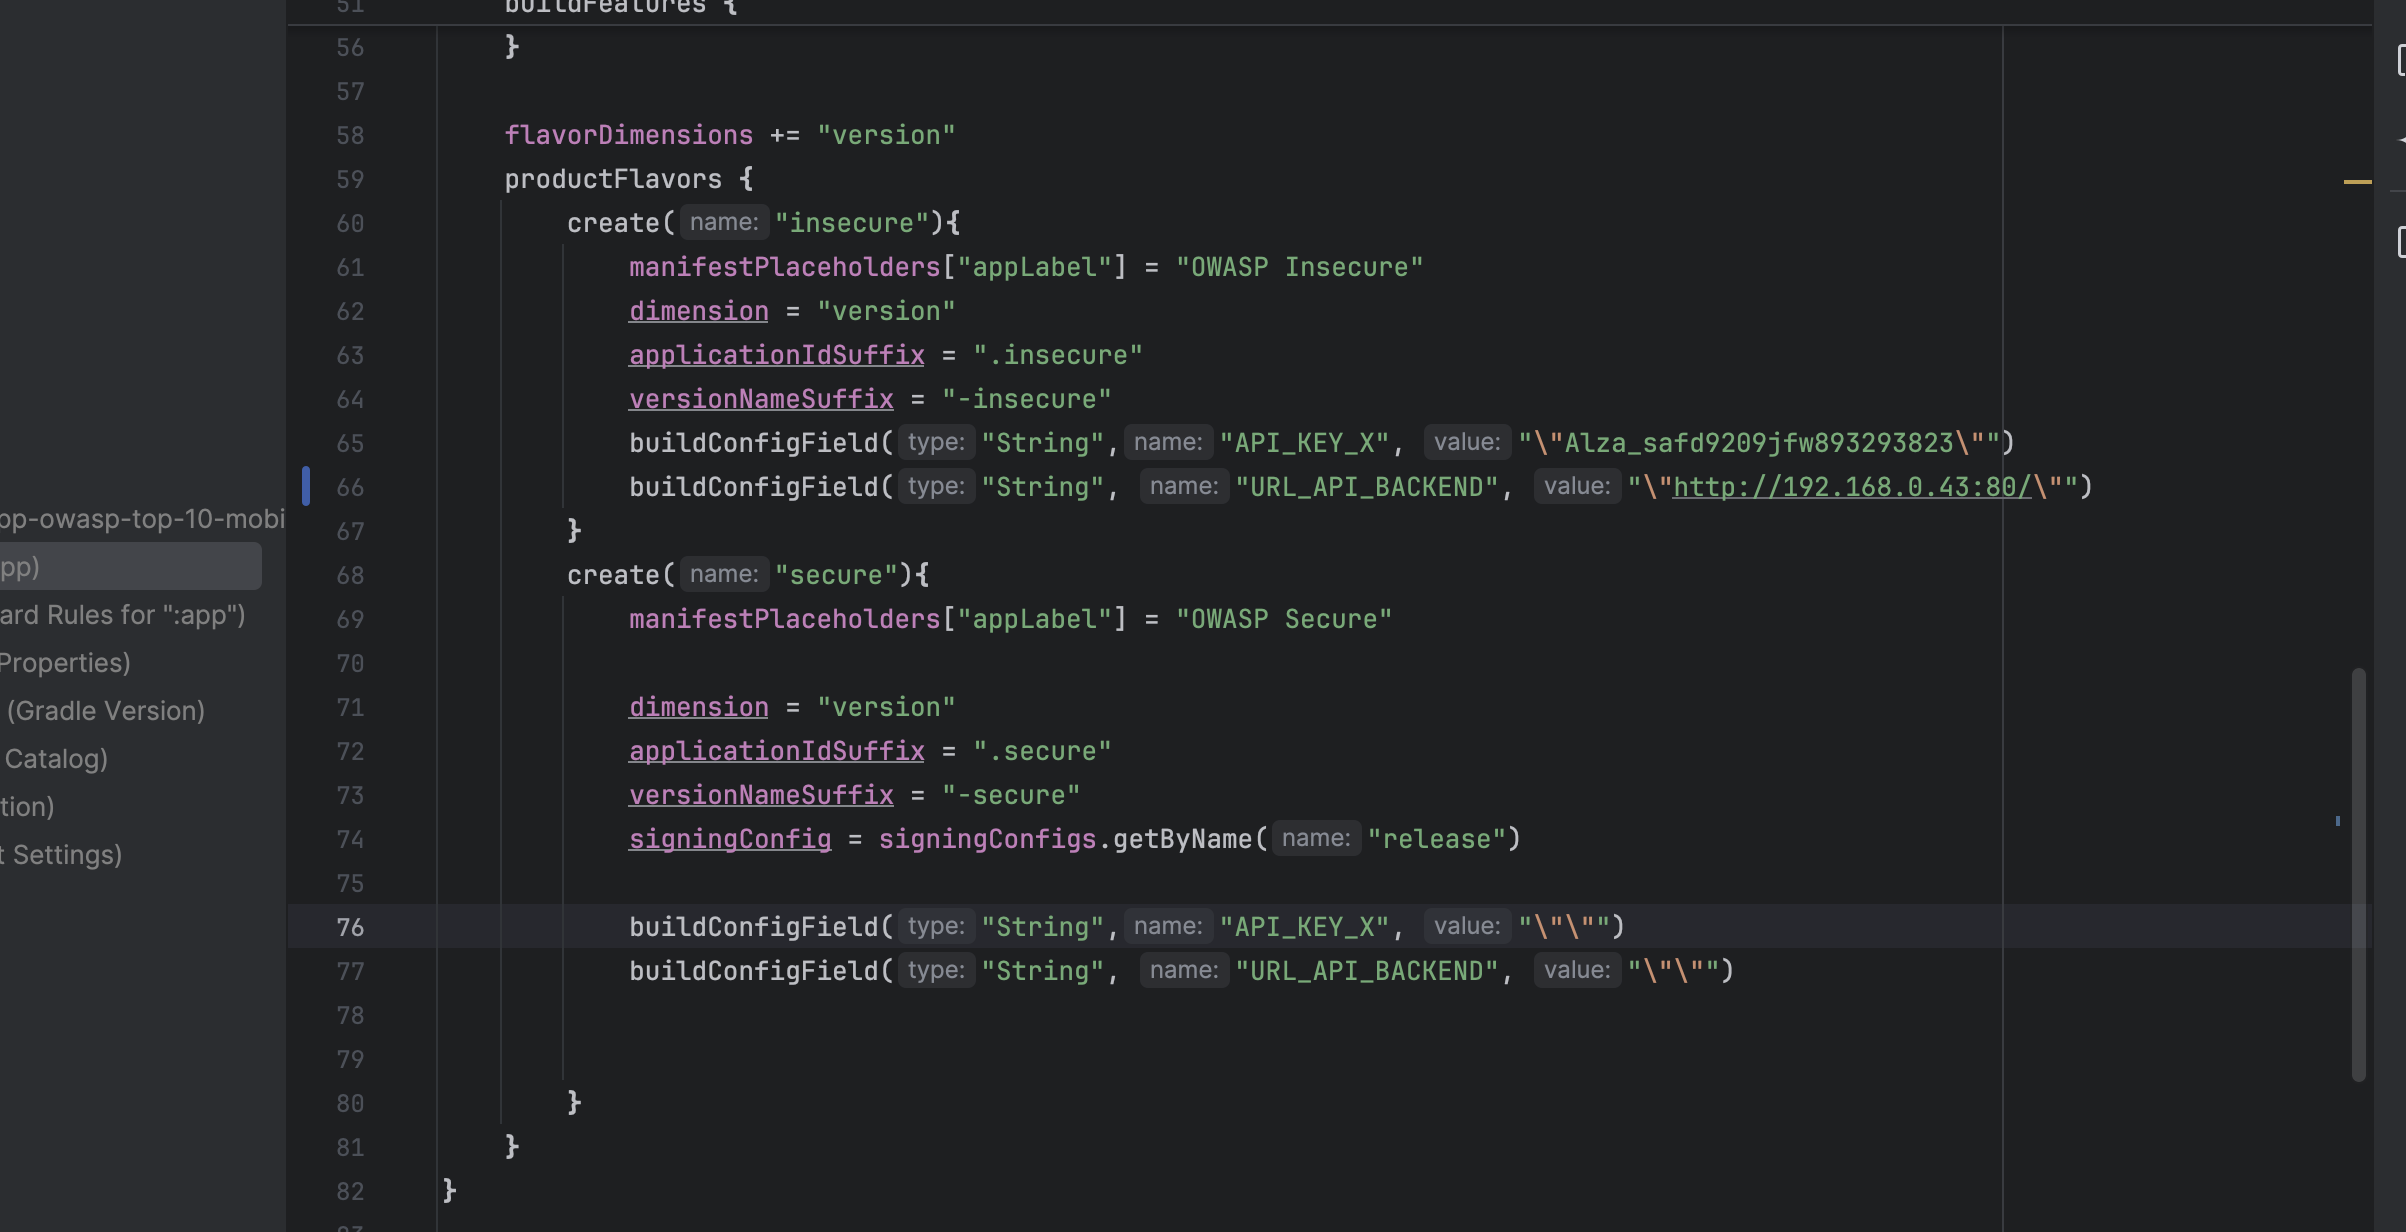 51 buildFeatures {
56 }
57
58 flavorDimensions += "version"
59 productFlavors {
60 create( name: "insecure"){
61 manifestPlaceholders["appLabel"] = "OWASP Insecure"
62 dimension = "version"
63 applicationIdSuffix = ".insecure"
64 versionNameSuffix = "-insecure"
65 buildConfigField( type: "String", name: "API_KEY_X", value: "\"Alza_safd9209jfw893293823\"")
66 buildConfigField( type: "String", name: "URL_API_BACKEND", value: "\"http://192.168.0.43:80/\"")
67 }
68 create( name: "secure"){
69 manifestPlaceholders["appLabel"] = "OWASP Secure"
70
71 dimension = "version"
72 applicationIdSuffix = ".secure"
73 versionNameSuffix = "-secure"
74 signingConfig = signingConfigs.getByName( name: "release")
75
76 buildConfigField( type: "String", name: "API_KEY_X", value: "\"\"")
77 buildConfigField( type: "String", name: "URL_API_BACKEND", value: "\"\"")
78
79
80 }
81 }
82 }
pp-owasp-top-10-mobi
pp)
ard Rules for ":app")
Properties)
(Gradle Version)
Catalog)
tion)
t Settings)